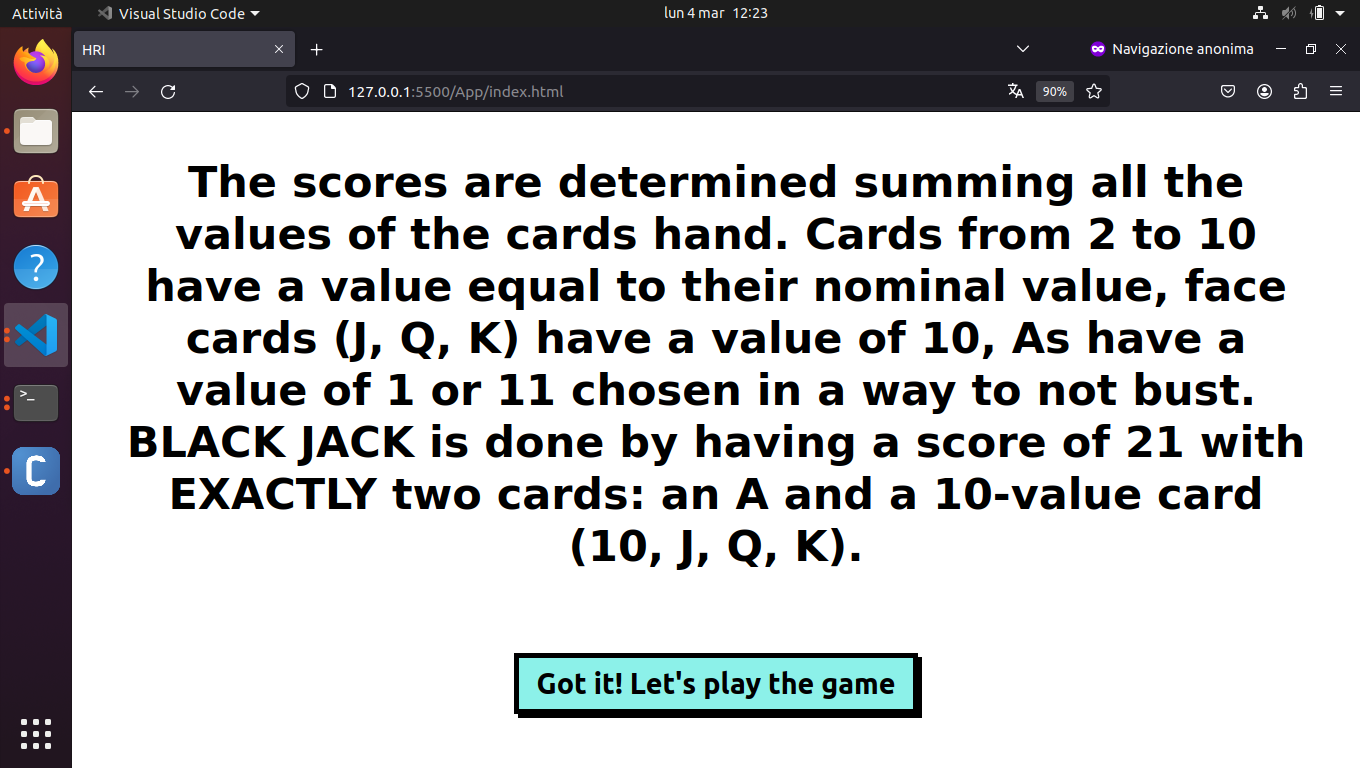 Attività
Visual Studio Code
lun 4 mar 12:23
HRI
Navigazione anonima
127.0.0.1:5500/App/index.html
90%
The scores are determined summing all the
values of the cards hand. Cards from 2 to 10
have a value equal to their nominal value, face
cards (J, Q, K) have a value of 10, As have a
value of 1 or 11 chosen in a way to not bust.
BLACK JACK is done by having a score of 21 with
EXACTLY two cards: an A and a 10-value card
(10, J, Q, K).
Got it! Let's play the game